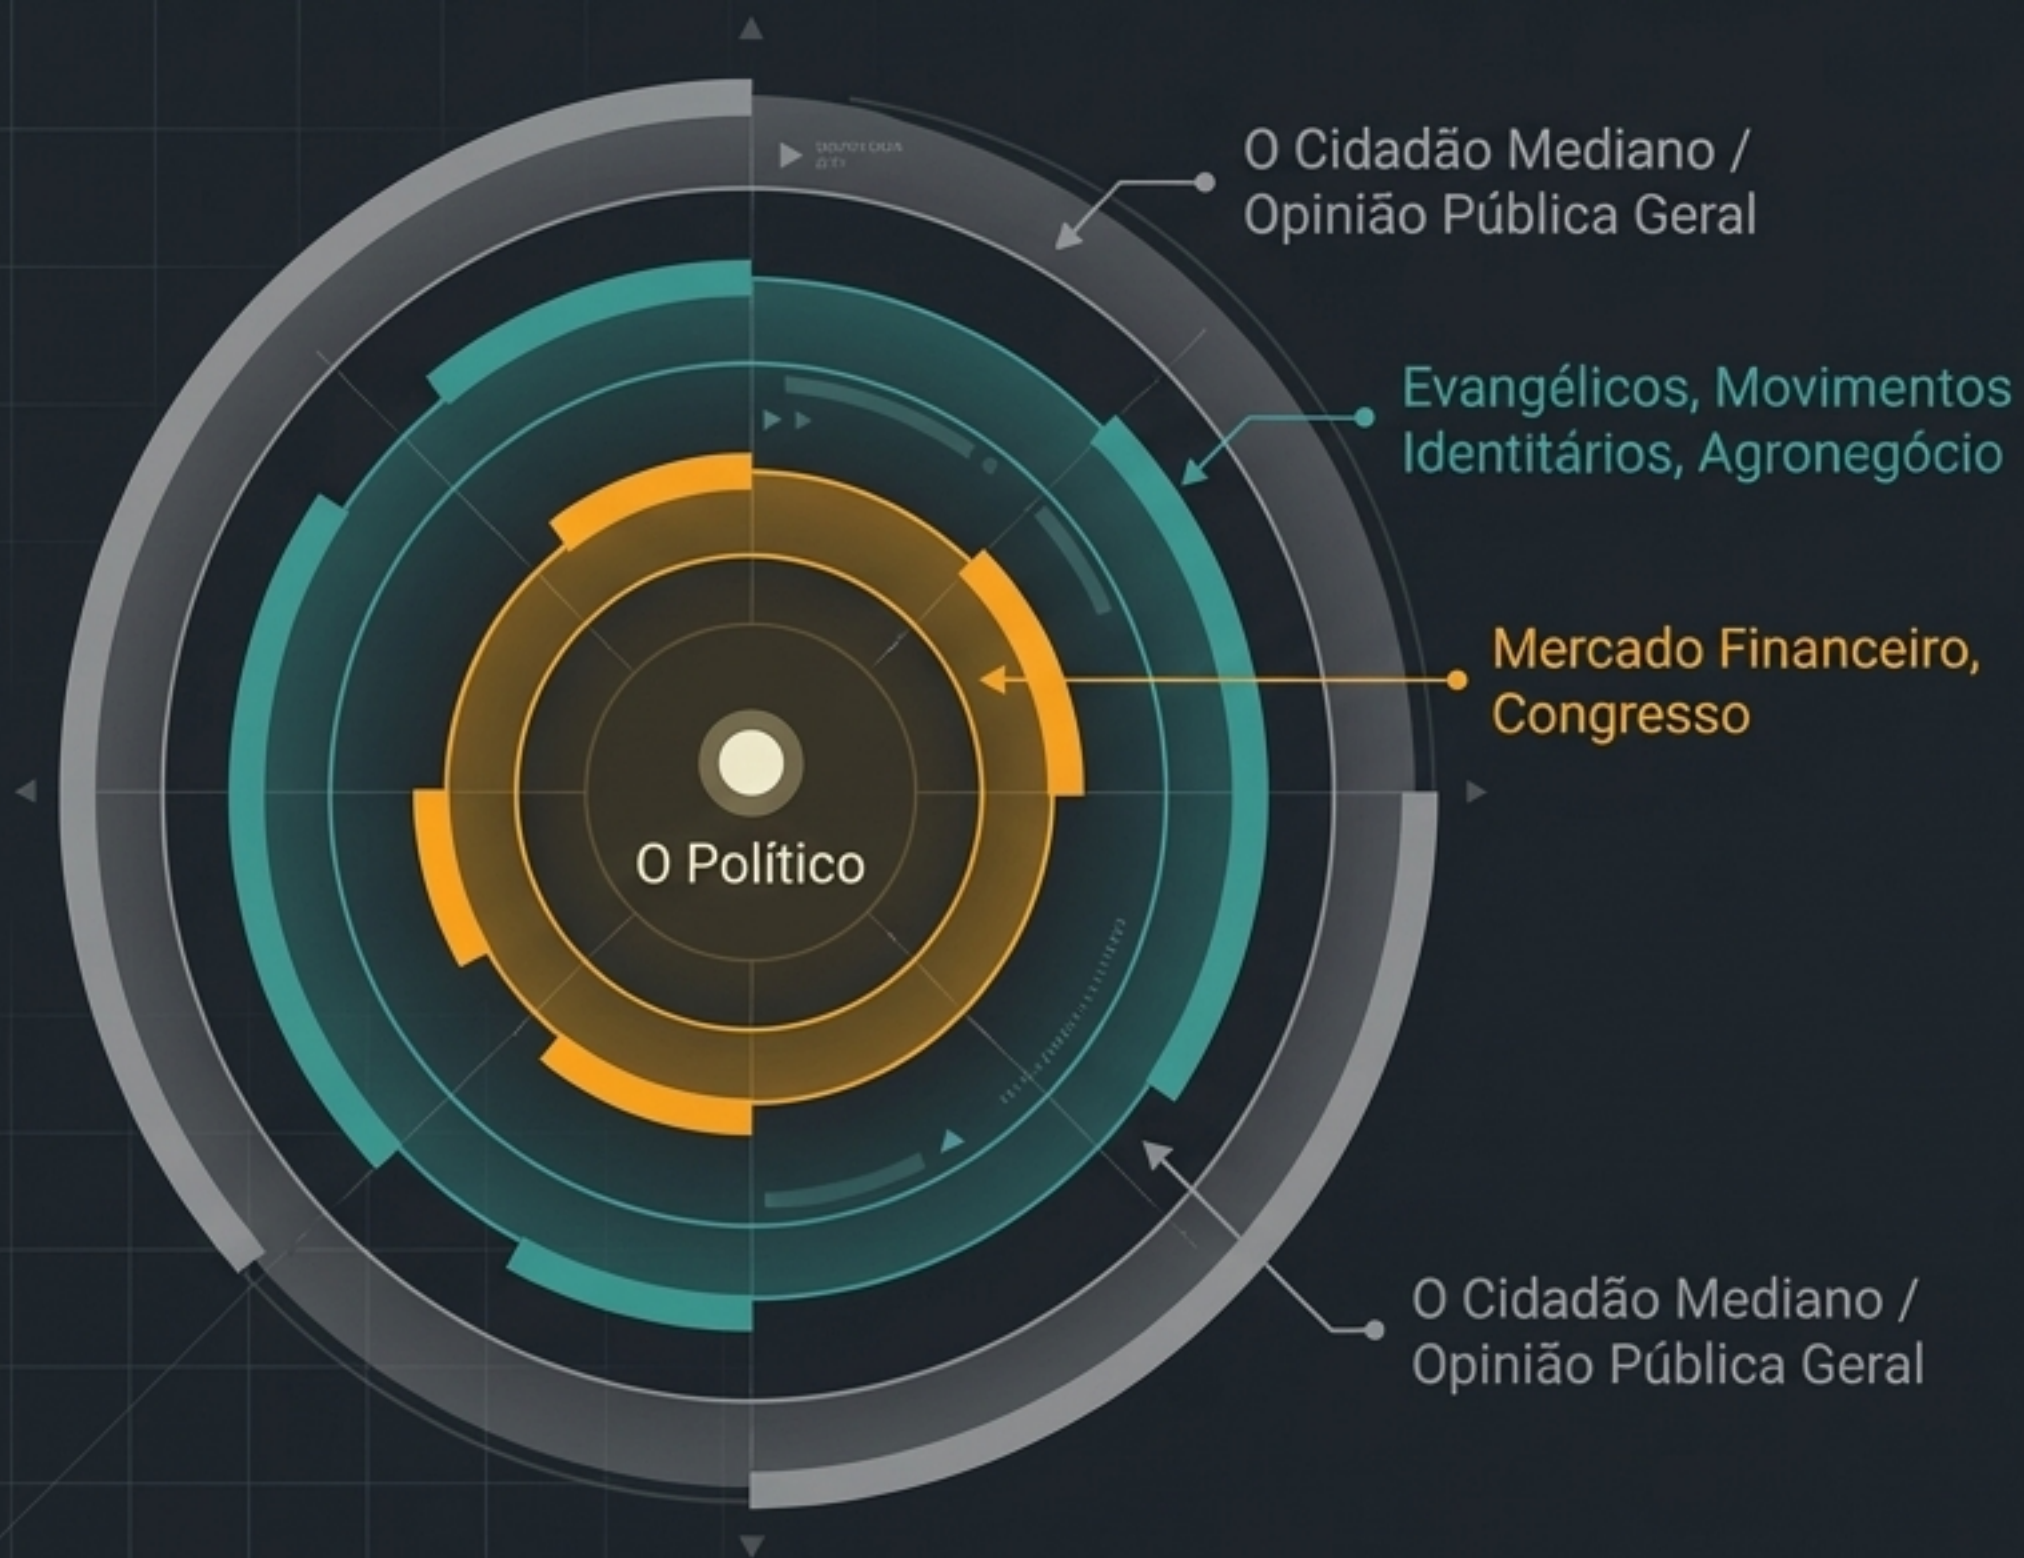 O Cidadão Mediano /
Opinião Pública Geral
Evangélicos, Movimentos
Identitários, Agronegócio
Mercado Financeiro,
Congresso
O Político
O Cidadão Mediano /
Opinião Pública Geral